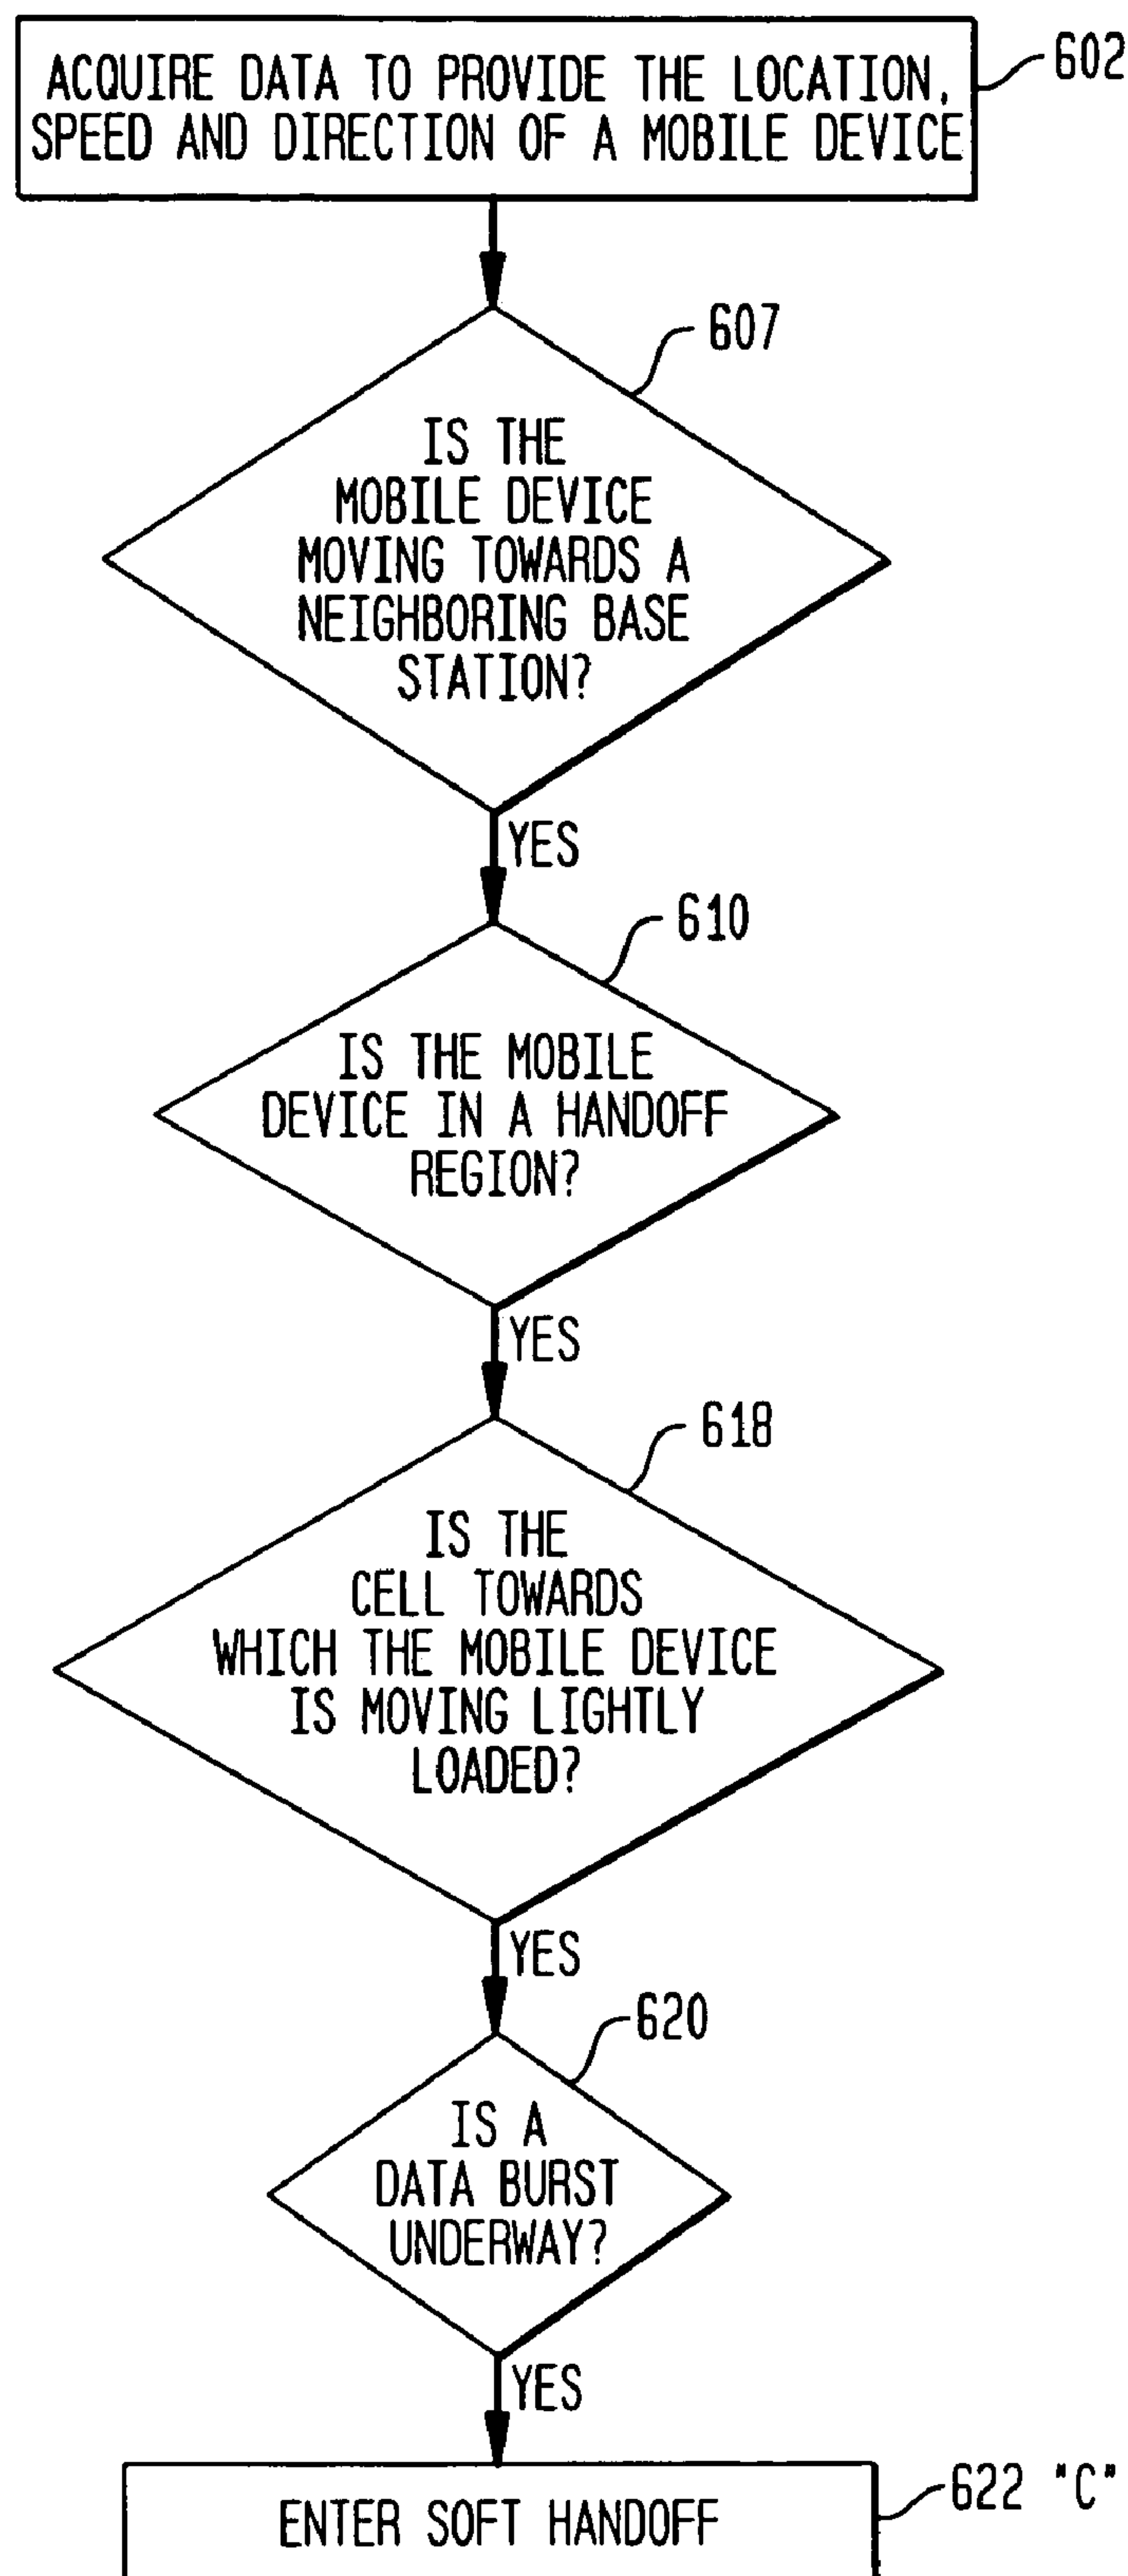 ACQUIRE DATA TO PROVIDE THE LOCATION,
SPEED AND DIRECTION OF A MOBILE DEVICE
602
607
IS THE
MOBILE DEVICE
MOVING TOWARDS A
NEIGHBORING BASE
STATION?
YES
610
IS THE MOBILE
DEVICE IN A HANDOFF
REGION?
YES
618
IS THE
CELL TOWARDS
WHICH THE MOBILE DEVICE
IS MOVING LIGHTLY
LOADED?
YES
620
IS A
DATA BURST
UNDERWAY?
YES
622 "C"
ENTER SOFT HANDOFF